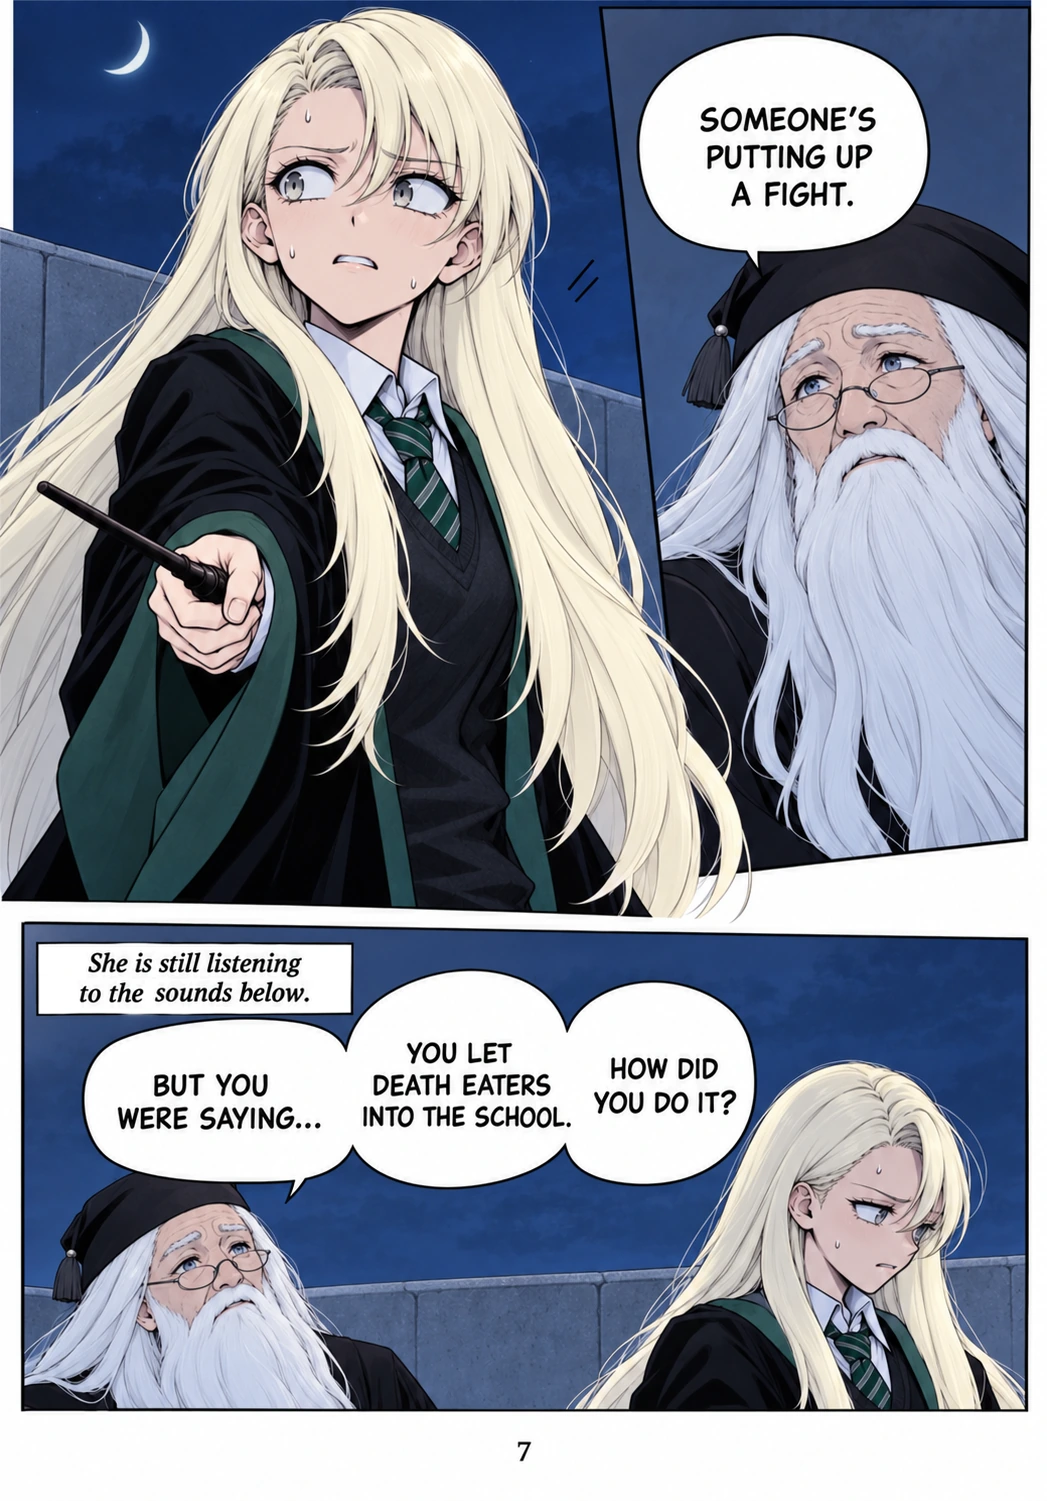 SOMEONE'S
PUTTING UP
A FIGHT.
She is still listening
to the sounds below.
BUT YOU
WERE SAYING...
YOU LET
DEATH EATERS
INTO THE SCHOOL.
HOW DID
YOU DO IT?
7